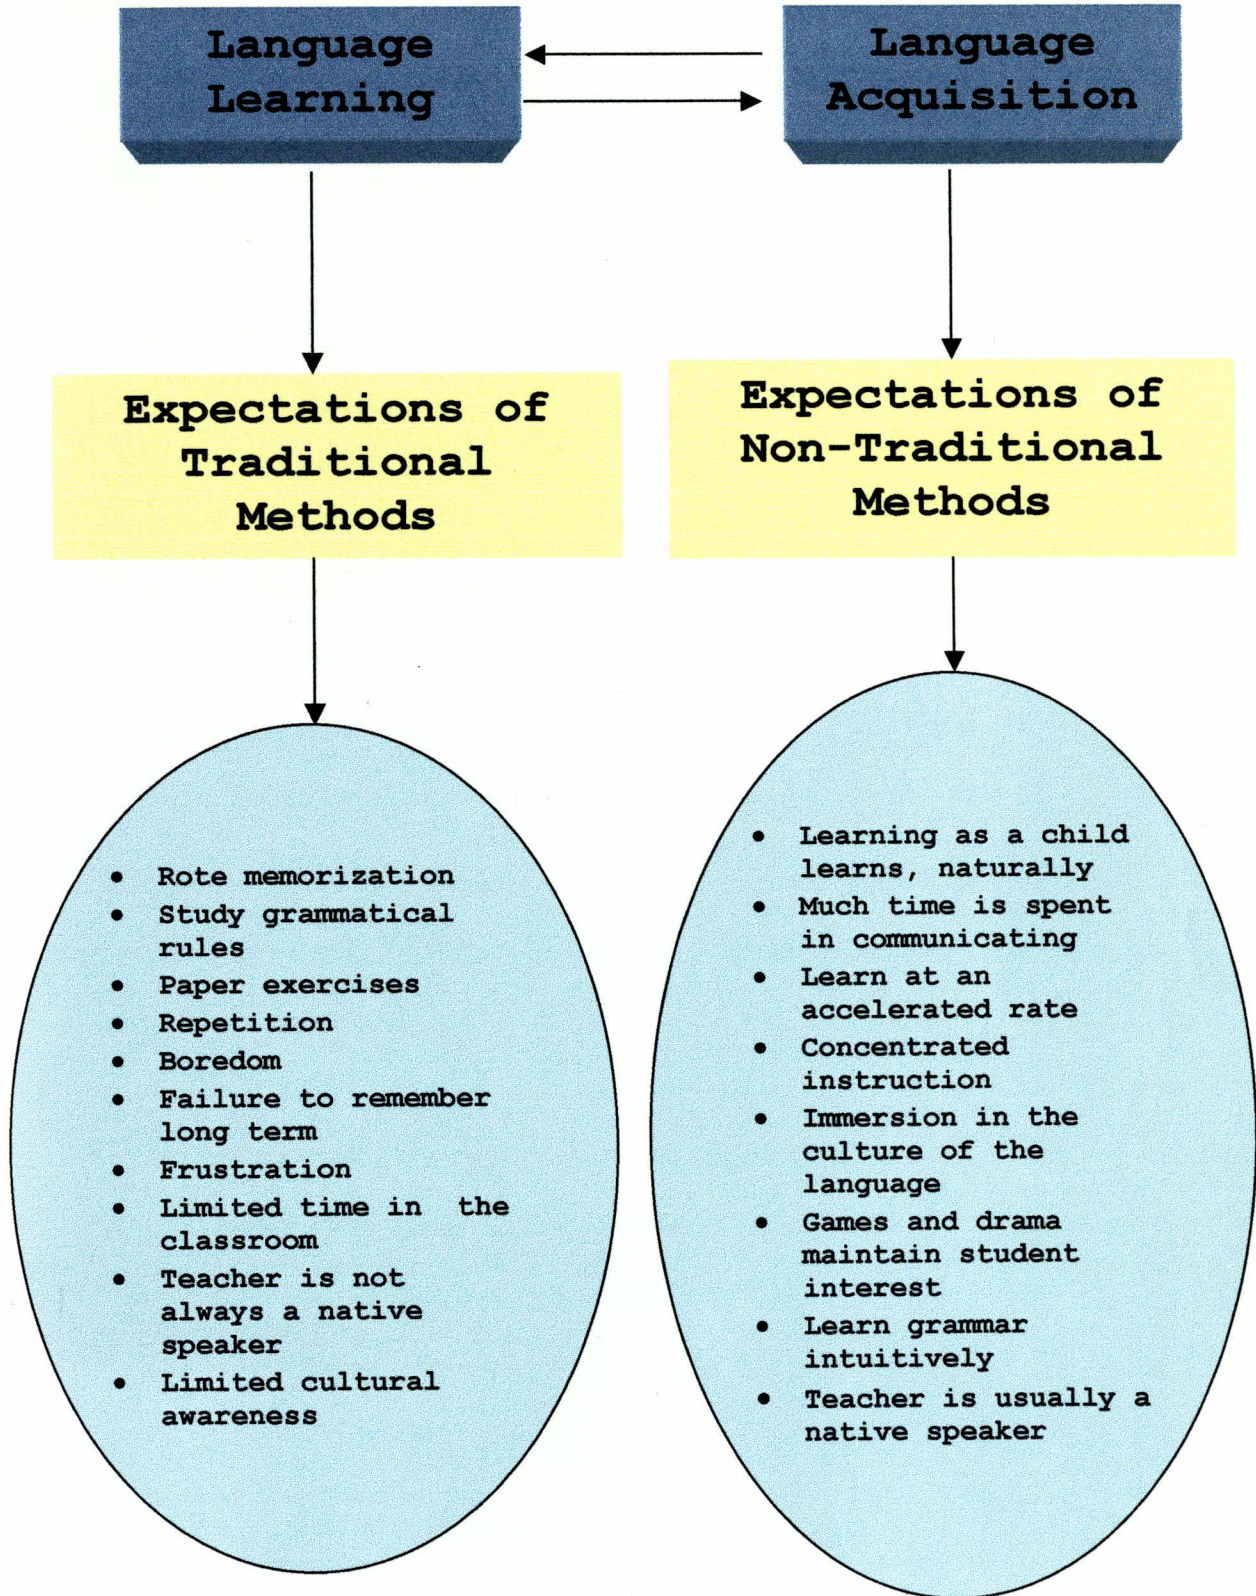 Language
Learning
Language
Acquisition
Expectations of
Traditional
Methods
Expectations of
Non-Traditional
Methods
• Rote memorization
• Study grammatical
rules
• Paper exercises
• Repetition
• Boredom
• Failure to remember
long term
• Frustration
• Limited time in the
classroom
• Teacher is not
always a native
speaker
• Limited cultural
awareness
• Learning as a child
learns, naturally
• Much time is spent
in communicating
• Learn at an
accelerated rate
• Concentrated
instruction
• Immersion in the
culture of the
language
• Games and drama
maintain student
interest
• Learn grammar
intuitively
• Teacher is usually a
native speaker